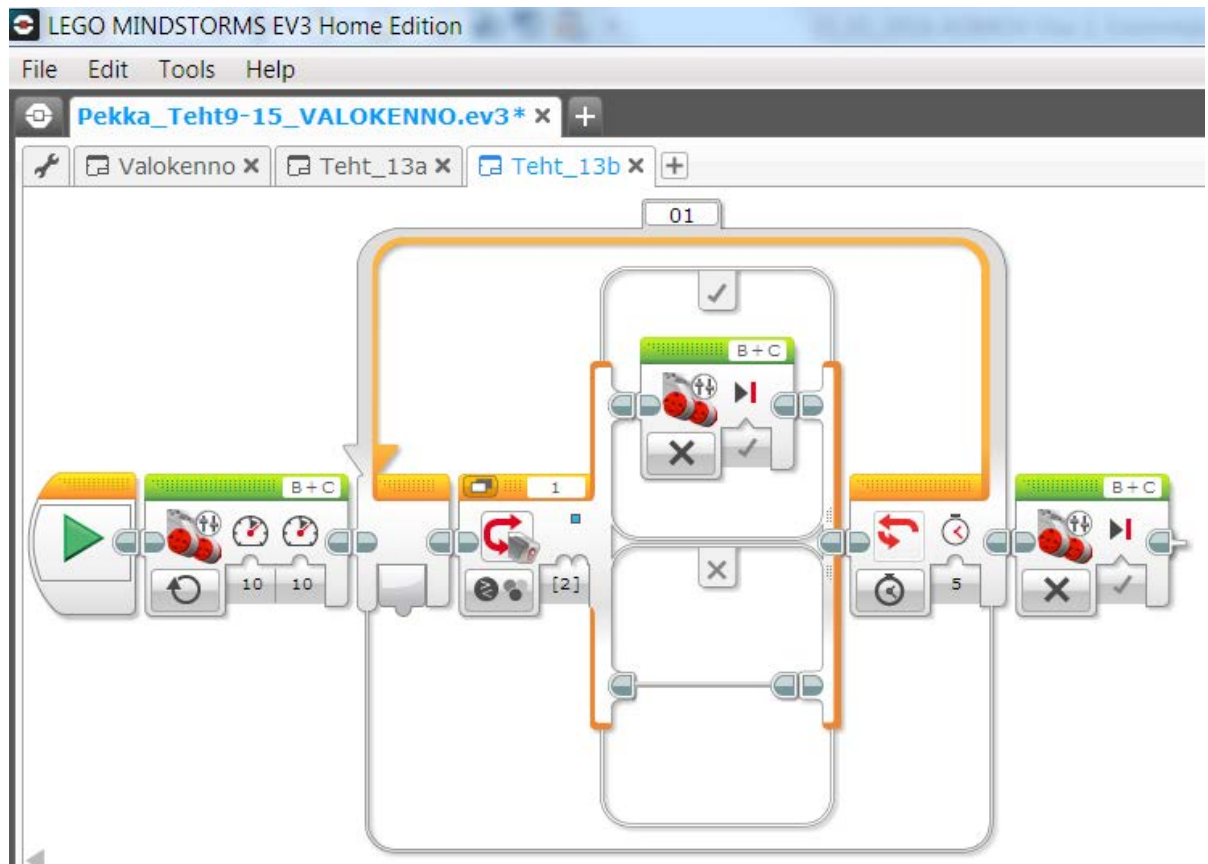 LEGO MINDSTORMS EV3 Home Edition
File Edit Tools Help
Pekka_Teht9-15_VALOKENNO.ev3*
Valokenno Teht_13a Teht_13b
01
B+C
B+C 1 B+C
10 10 [2] 5